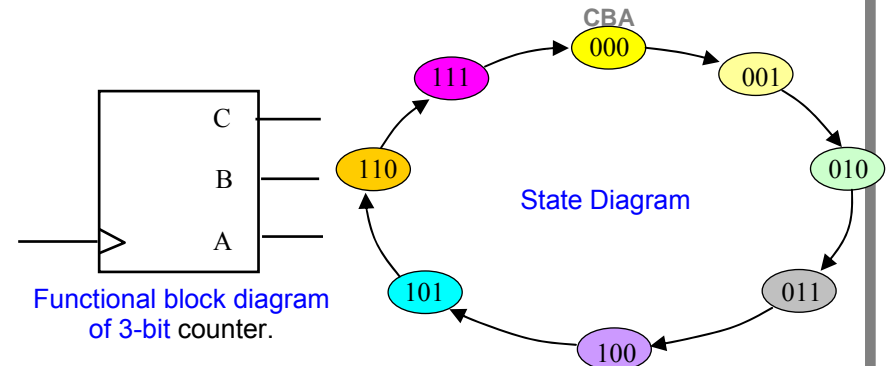 CBA
000
111
001
C
110
B
010
State Diagram
A
101
011
Functional block diagram
of 3-bit counter.
100